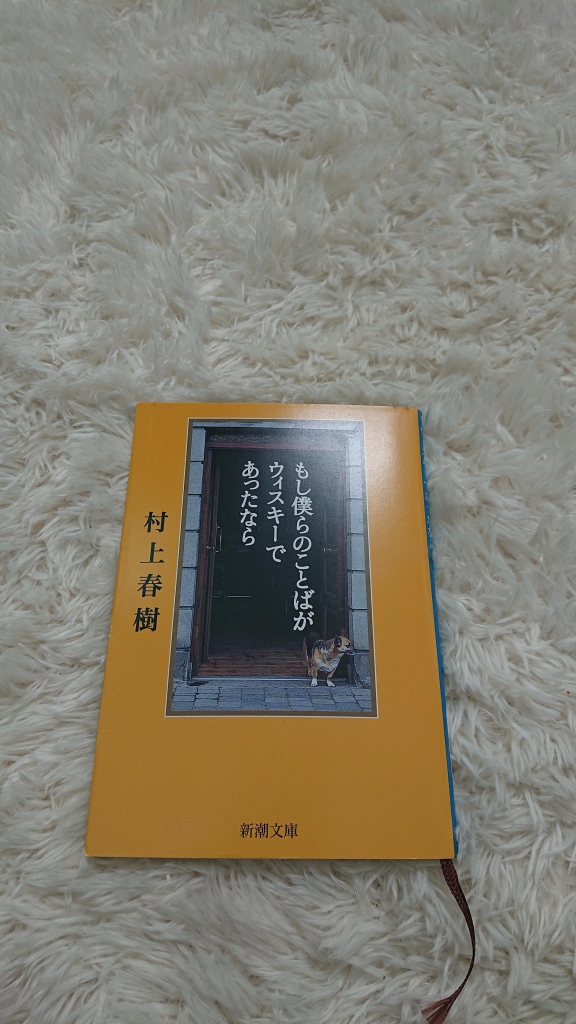 もし僕らのことばが
ウィスキーで
あったなら
村上春樹
新潮文庫